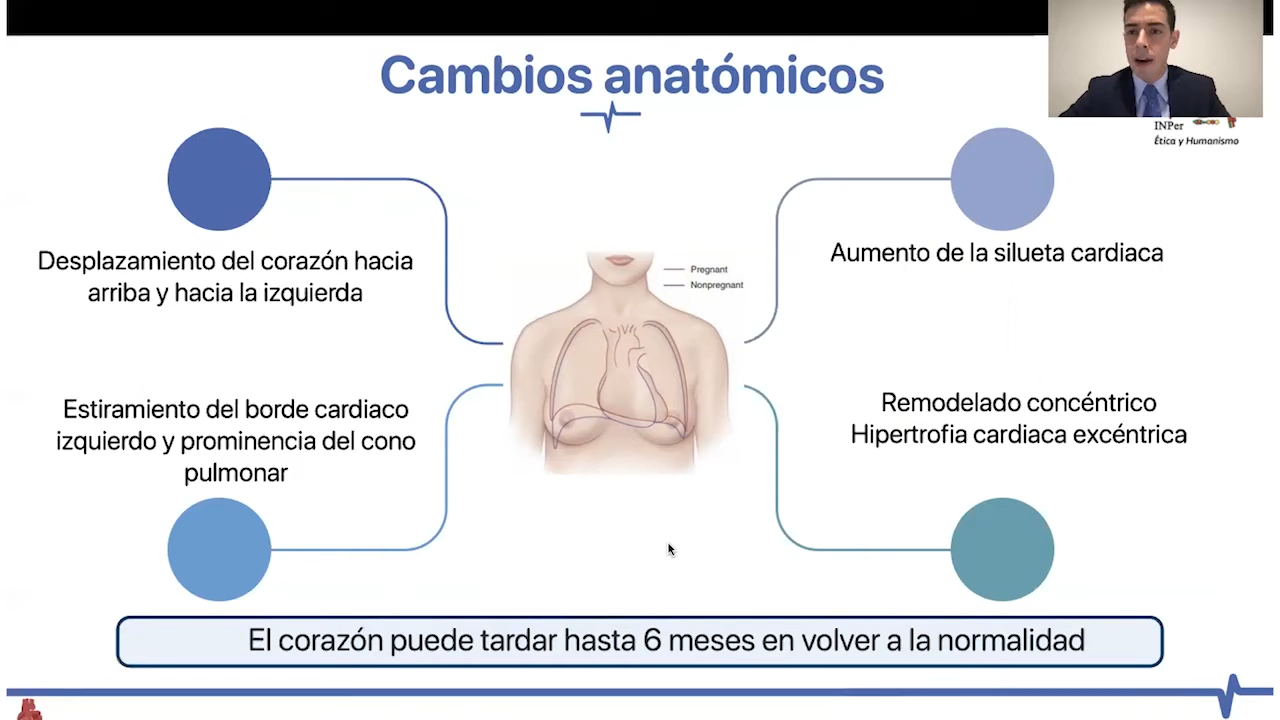 Cambios anatómicos
INPer
Ética y Humanismo
Desplazamiento del corazón hacia
arriba y hacia la izquierda
Aumento de la silueta cardiaca
Pregnant
Nonpregnant
Estiramiento del borde cardiaco
izquierdo y prominencia del cono
pulmonar
Remodelado concéntrico
Hipertrofia cardiaca excéntrica
El corazón puede tardar hasta 6 meses en volver a la normalidad